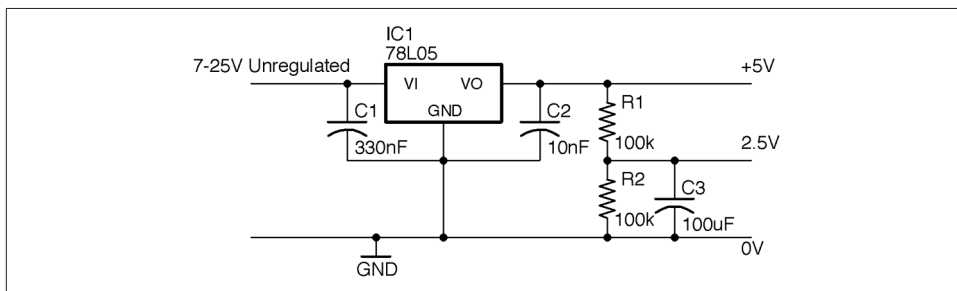 IC1
78L05
7-25V Unregulated
+5V
VI
VO
GND
C1
330nF
C2
10nF
R1
100k
2.5V
R2
100k
C3
100uF
0V
GND